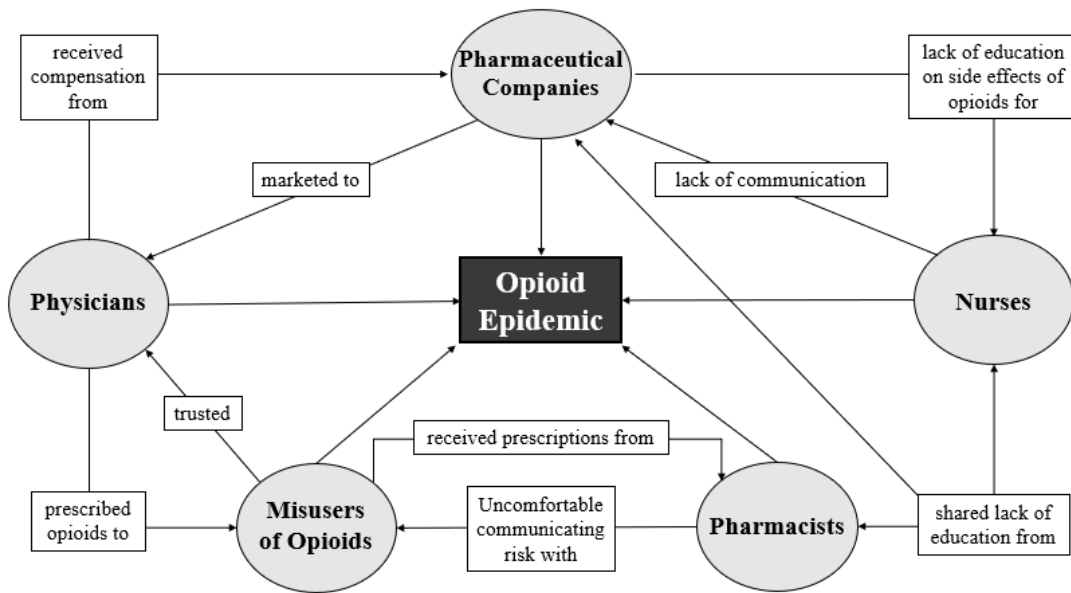 received
compensation
from
Pharmaceutical
Companies
lack of education
on side effects of
opioids for
marketed to
lack of communication
Physicians
Opioid
Epidemic
Nurses
trusted
received prescriptions from
prescribed
opioids to
Misusers
of Opioids
Uncomfortable
communicating
risk with
Pharmacists
shared lack of
education from